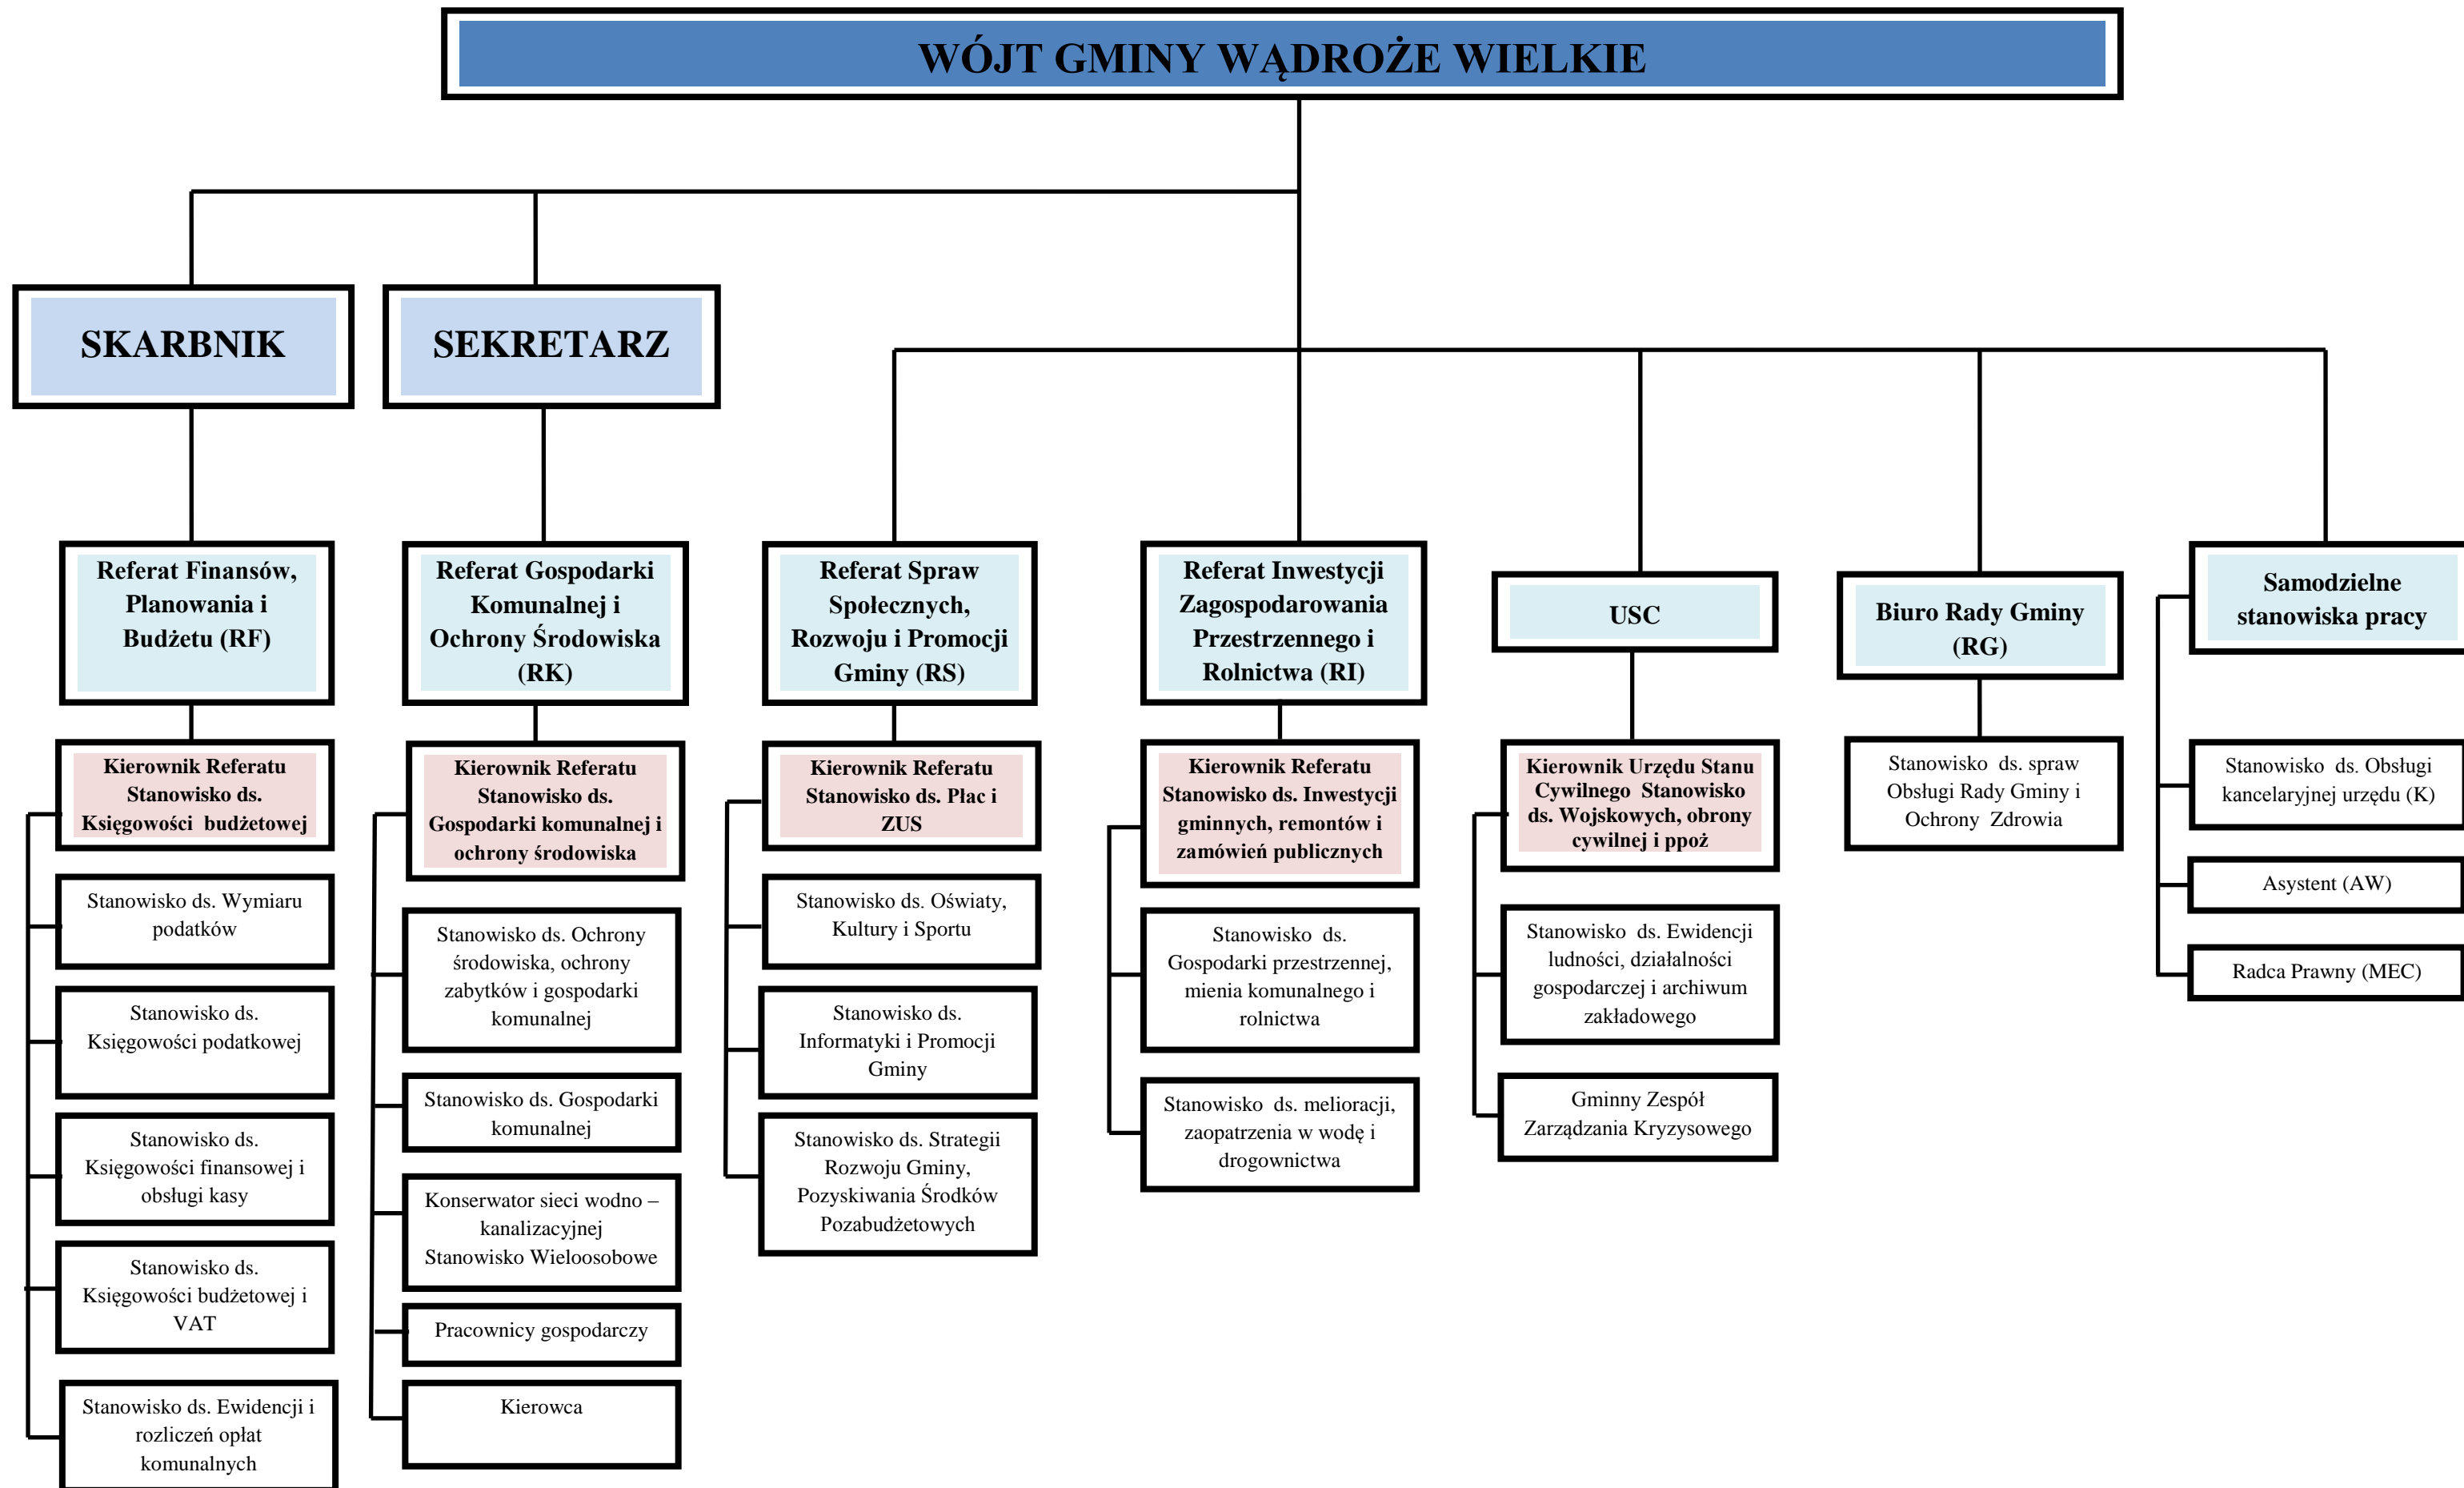 WÓJT GMINY WĄDROŻE WIELKIE
SKARBNIK
SEKRETARZ
Referat Finansów,
Planowania i
Budżetu (RF)
Kierownik Referatu
Stanowisko ds.
Księgowości budżetowej
Stanowisko ds. Wymiaru
podatków
Stanowisko ds.
Księgowości podatkowej
Stanowisko ds.
Księgowości finansowej i
obsługi kasy
Stanowisko ds.
Księgowości budżetowej i
VAT
Stanowisko ds. Ewidencji i
rozliczeń opłat
komunalnych
Referat Gospodarki
Komunalnej i
Ochrony Środowiska
(RK)
Kierownik Referatu
Stanowisko ds.
Gospodarki komunalnej i
ochrony środowiska
Stanowisko ds. Ochrony
środowiska, ochrony
zabytków i gospodarki
komunalnej
Stanowisko ds. Gospodarki
komunalnej
Konserwator sieci wodno –
kanalizacyjnej
Stanowisko Wieloosobowe
Pracownicy gospodarczy
Kierowca
Referat Spraw
Społecznych,
Rozwoju i Promocji
Gminy (RS)
Kierownik Referatu
Stanowisko ds. Płac i
ZUS
Stanowisko ds. Oświaty,
Kultury i Sportu
Stanowisko ds.
Informatyki i Promocji
Gminy
Stanowisko ds. Strategii
Rozwoju Gminy,
Pozyskiwania Środków
Pozabudżetowych
Referat Inwestycji
Zagospodarowania
Przestrzennego i
Rolnictwa (RI)
Kierownik Referatu
Stanowisko ds. Inwestycji
gminnych, remontów i
zamówień publicznych
Stanowisko ds.
Gospodarki przestrzennej,
mienia komunalnego i
rolnictwa
Stanowisko ds. melioracji,
zaopatrzenia w wodę i
drogownictwa
USC
Kierownik Urzędu Stanu
Cywilnego Stanowisko
ds. Wojskowych, obrony
cywilnej i ppoż
Stanowisko ds. Ewidencji
ludności, działalności
gospodarczej i archiwum
zakładowego
Gminny Zespół
Zarządzania Kryzysowego
Biuro Rady Gminy
(RG)
Stanowisko ds. spraw
Obsługi Rady Gminy i
Ochrony Zdrowia
Samodzielne
stanowiska pracy
Stanowisko ds. Obsługi
kancelaryjnej urzędu (K)
Asystent (AW)
Radca Prawny (MEC)